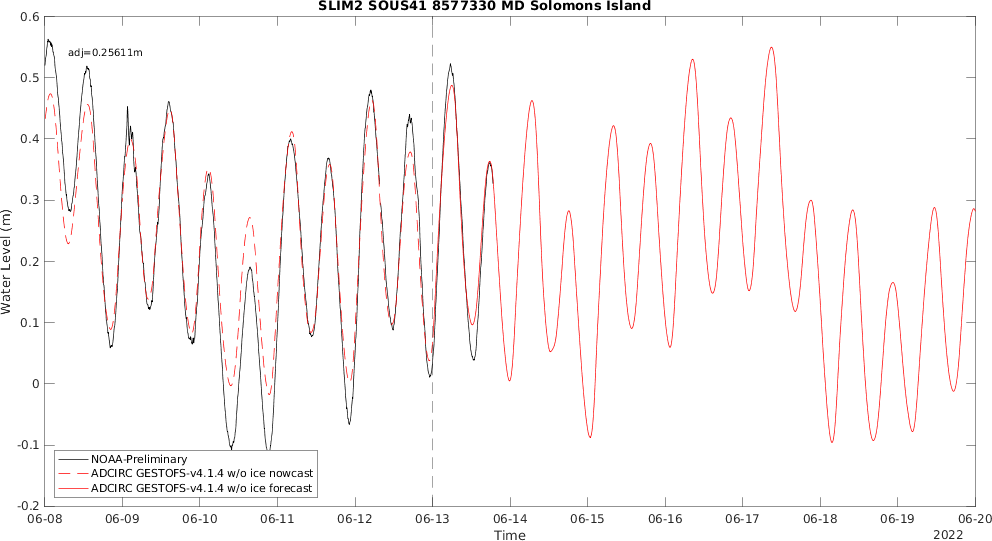 SLIM2 SOUS41 8577330 MD Solomons Island
0.6
adj=0.25611m
0.5
0.4
0.3
0.2
0.1
0
-0.1
-0.2
Water Level (m)
NOAA-Preliminary
ADCIRC GESTOFS-v4.1.4 w/o ice nowcast
ADCIRC GESTOFS-v4.1.4 w/o ice forecast
06-08 06-09 06-10 06-11 06-12 06-13 06-14 06-15 06-16 06-17 06-18 06-19 06-20
Time
2022